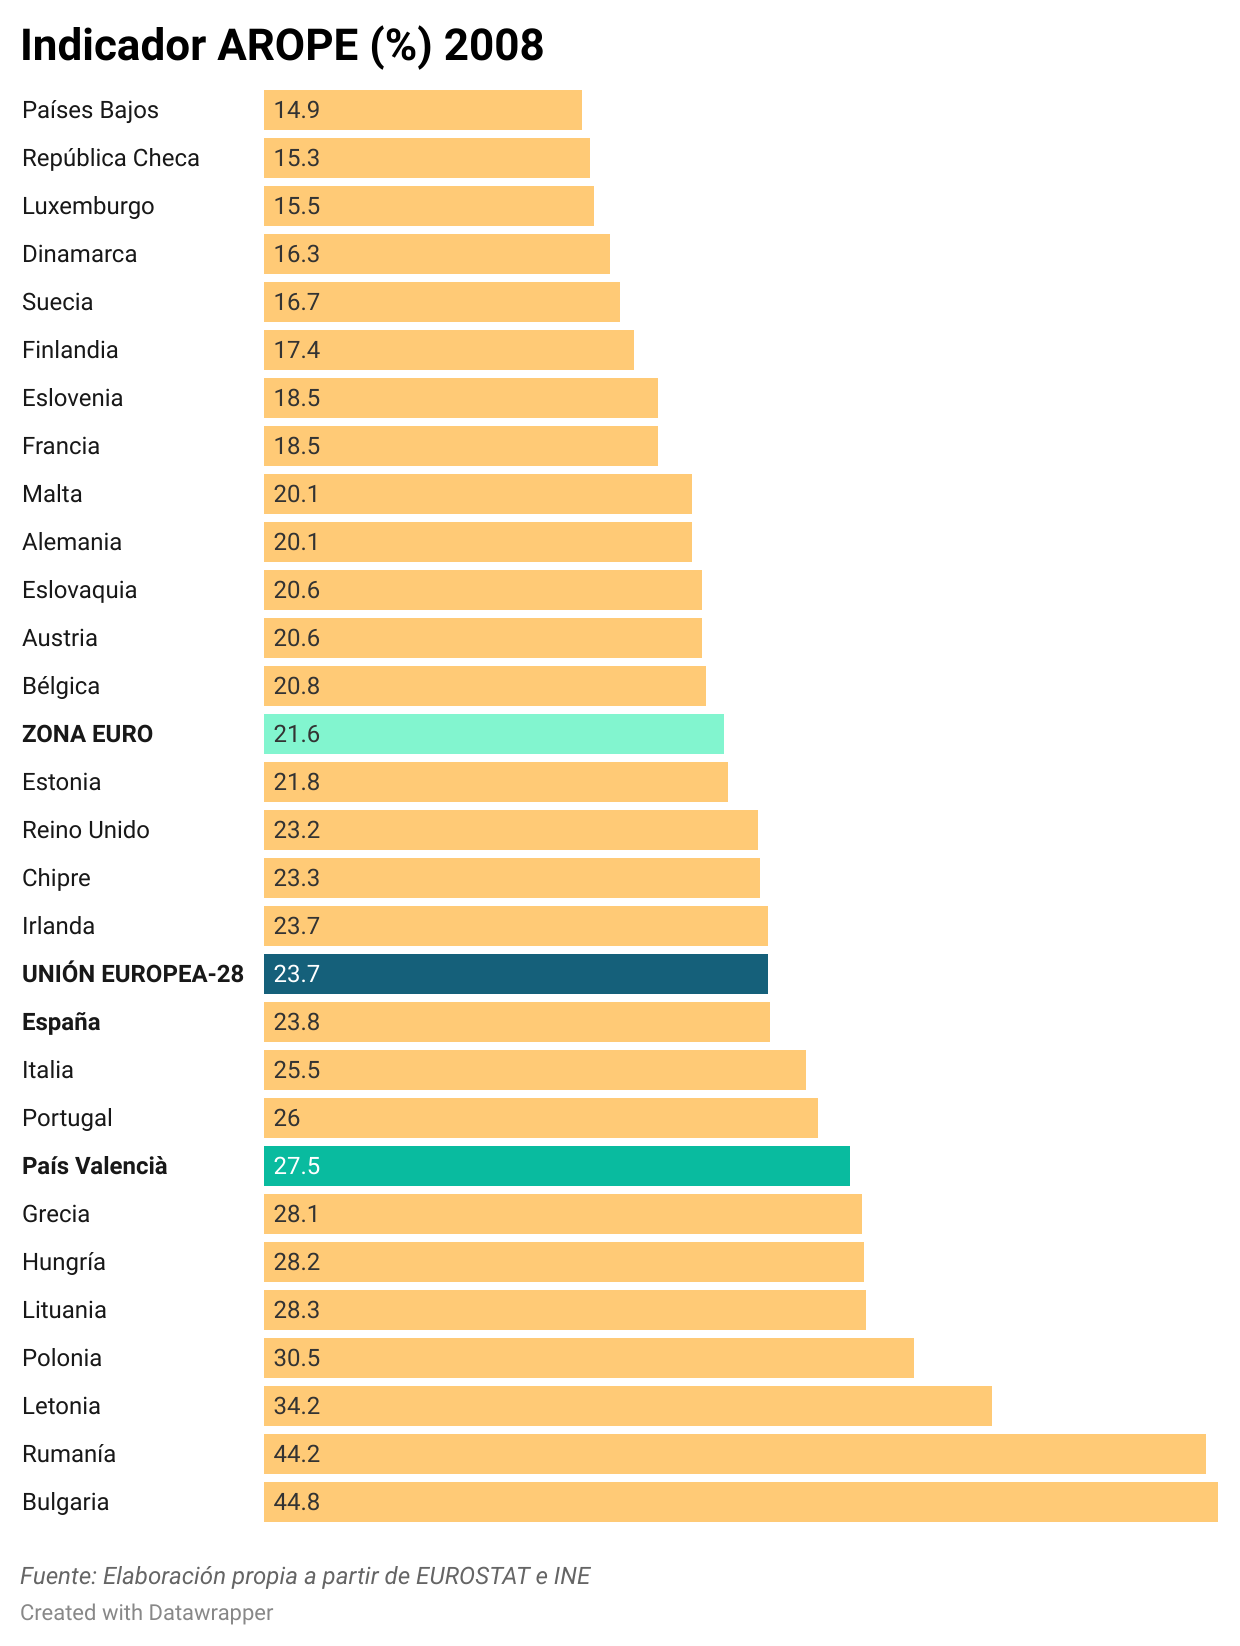 Indicador AROPE (%) 2008
Países Bajos 14.9
República Checa 15.3
Luxemburgo 15.5
Dinamarca 16.3
Suecia 16.7
Finlandia 17.4
Eslovenia 18.5
Francia 18.5
Malta 20.1
Alemania 20.1
Eslovaquia 20.6
Austria 20.6
Bélgica 20.8
ZONA EURO 21.6
Estonia 21.8
Reino Unido 23.2
Chipre 23.3
Irlanda 23.7
UNIÓN EUROPEA-28 23.7
España 23.8
Italia 25.5
Portugal 26
País Valencià 27.5
Grecia 28.1
Hungría 28.2
Lituania 28.3
Polonia 30.5
Letonia 34.2
Rumanía 44.2
Bulgaria 44.8
Fuente: Elaboración propia a partir de EUROSTAT e INE
Created with Datawrapper